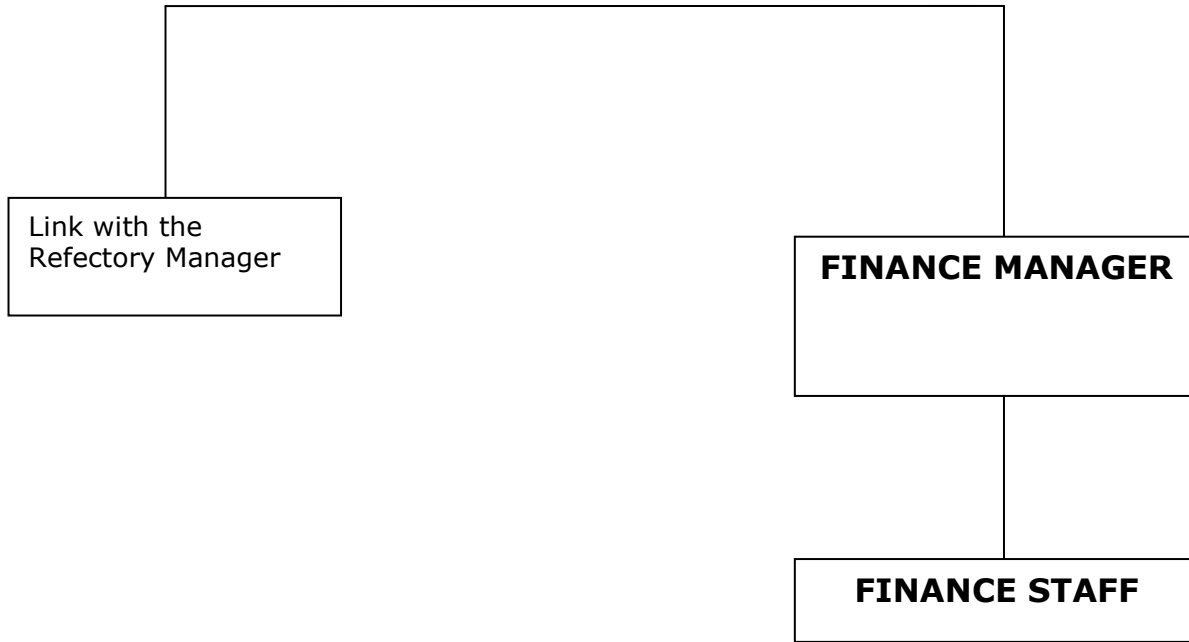 Link with the
Refectory Manager
FINANCE MANAGER
FINANCE STAFF